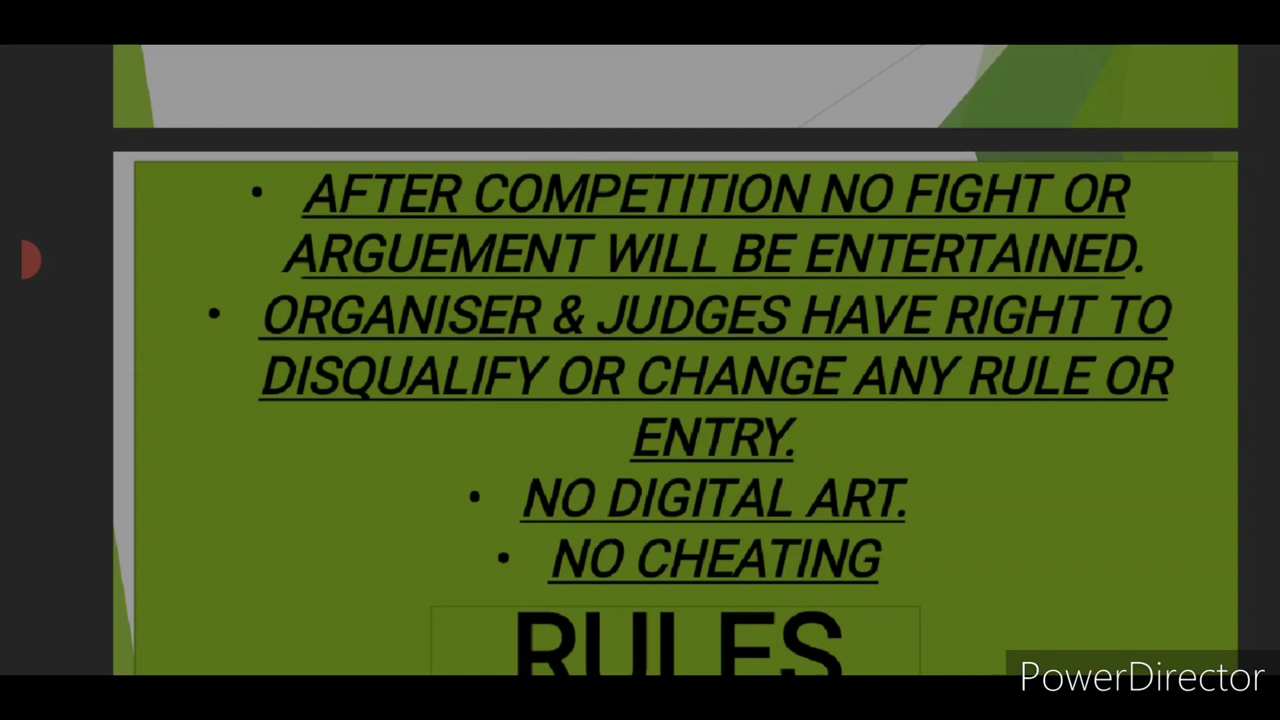 • AFTER COMPETITION NO FIGHT OR
ARGUEMENT WILL BE ENTERTAINED.
• ORGANISER & JUDGES HAVE RIGHT TO
DISQUALIFY OR CHANGE ANY RULE OR
ENTRY.
• NO DIGITAL ART.
• NO CHEATING
RULES
PowerDirector